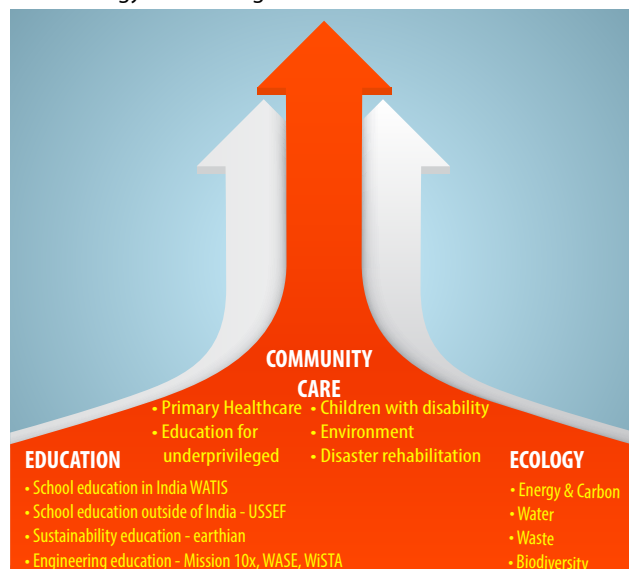 COMMUNITY
CARE
• Primary Healthcare
• Education for
underprivileged
• Children with disability
• Environment
• Disaster rehabilitation
EDUCATION
• School education in India WATIS
• School education outside of India - USSEF
• Sustainability education - earthian
• Engineering education - Mission 10x, WASE, WiSTA
ECOLOGY
• Energy & Carbon
• Water
• Waste
• Biodiversity